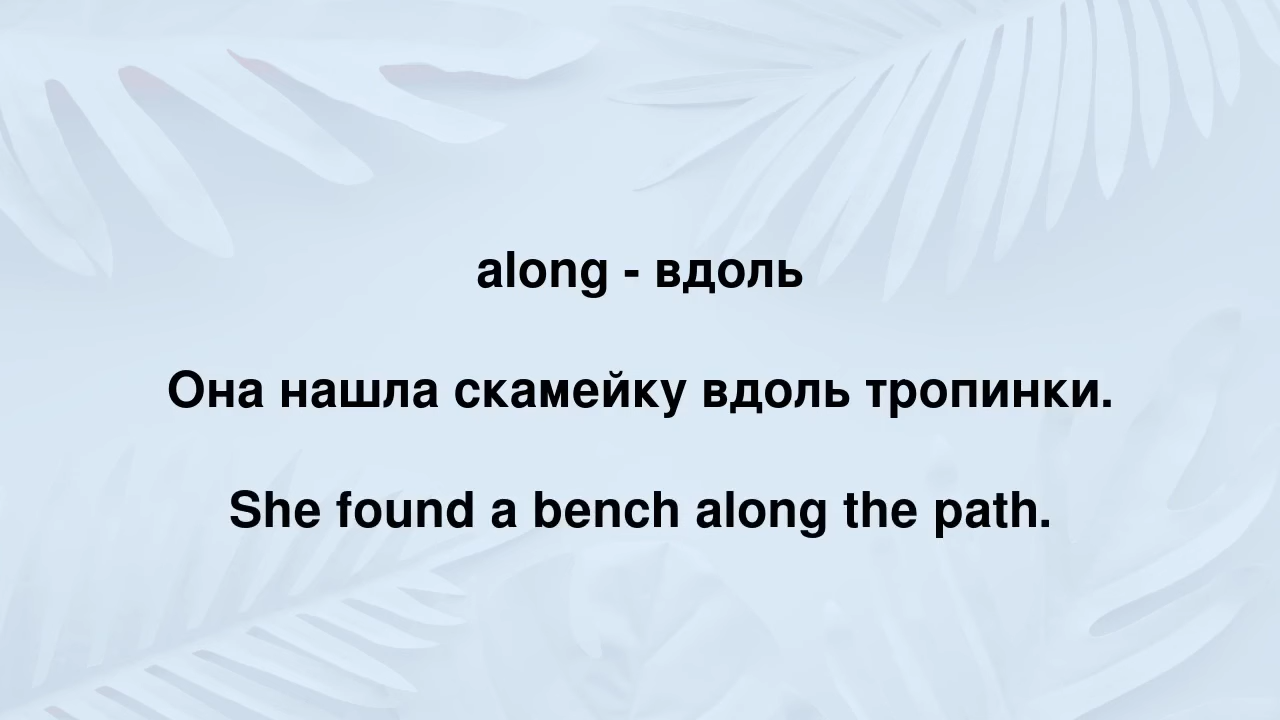 along - вдоль
Она нашла скамейку вдоль тропинки.
She found a bench along the path.